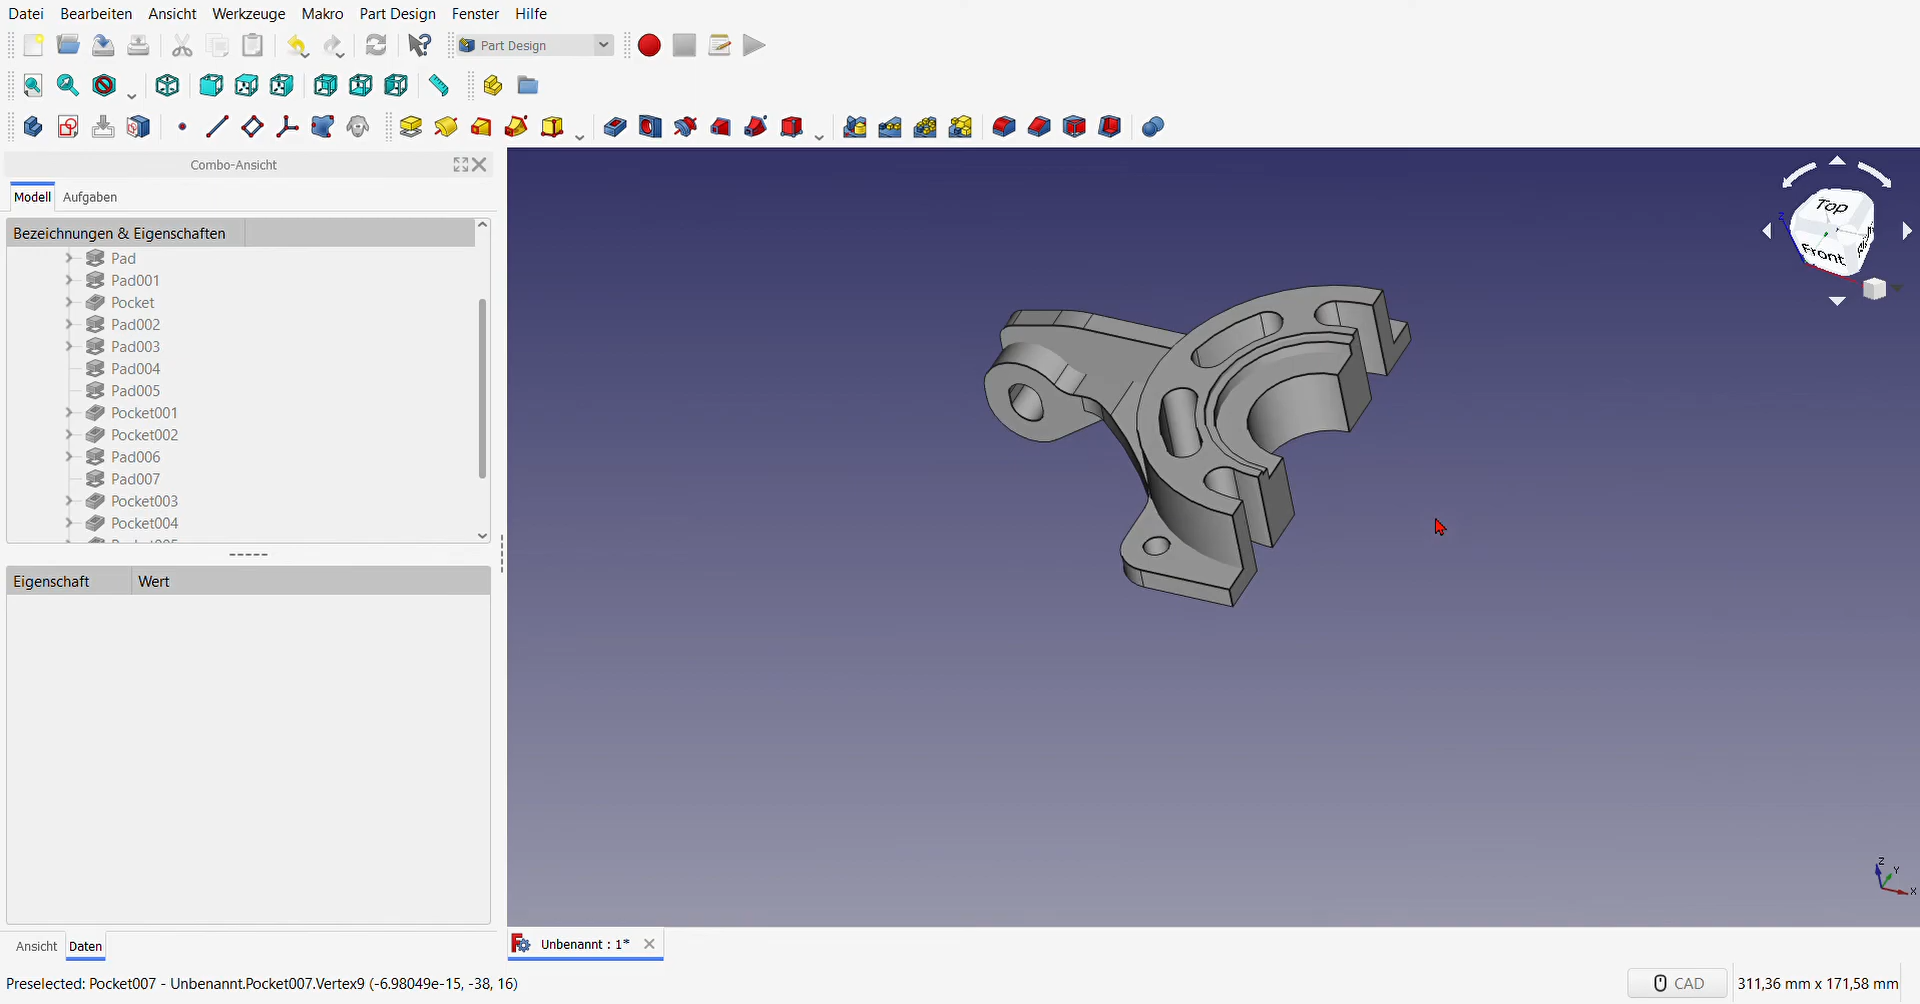 Datei Bearbeiten Ansicht Werkzeuge Makro Part Design Fenster Hilfe
Part Design
Combo-Ansicht
Modell Aufgaben
Bezeichnungen & Eigenschaften
Pad
Pad001
Pocket
Pad002
Pad003
Pad004
Pad005
Pocket001
Pocket002
Pad006
Pad007
Pocket003
Pocket004
Eigenschaft Wert
Top
Front
Z
Z
Y
X
Ansicht Daten
Unbenannt : 1*
Preselected: Pocket007 - Unbenannt.Pocket007.Vertex9 (-6.98049e-15, -38, 16)
CAD
311,36 mm x 171,58 mm